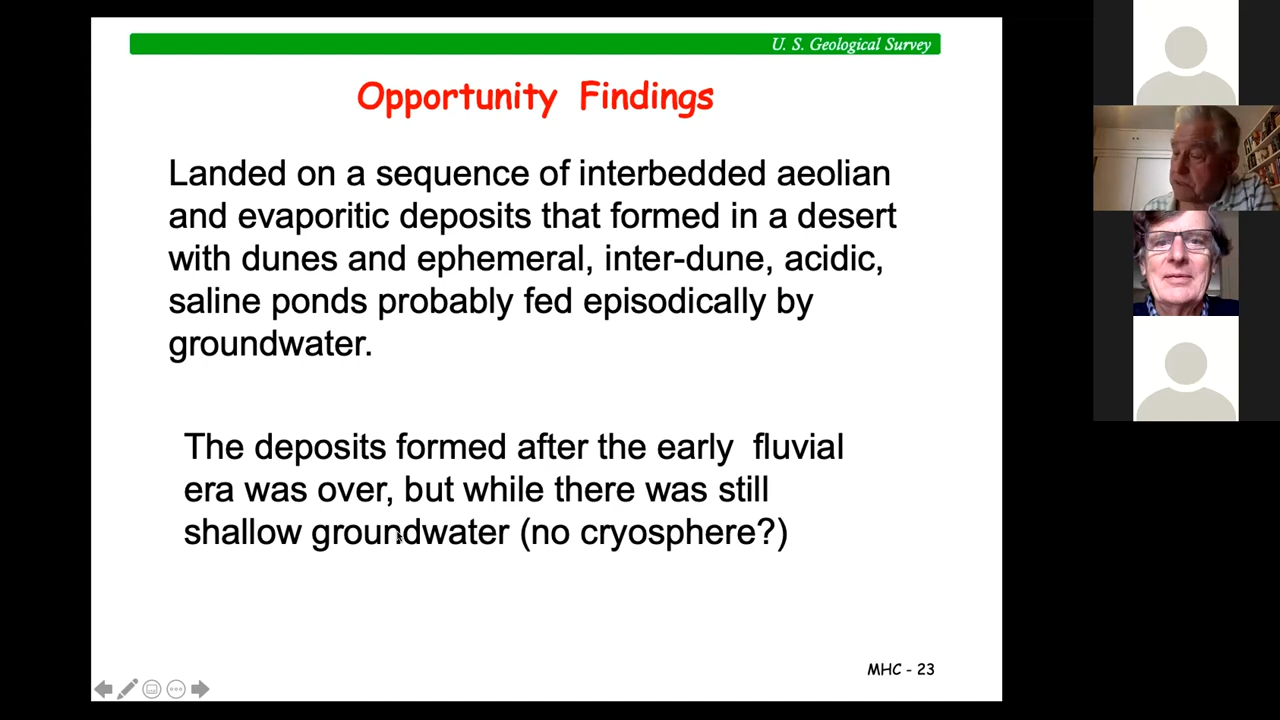 U. S. Geological Survey
Opportunity Findings
Landed on a sequence of interbedded aeolian
and evaporitic deposits that formed in a desert
with dunes and ephemeral, inter-dune, acidic,
saline ponds probably fed episodically by
groundwater.
The deposits formed after the early fluvial
era was over, but while there was still
shallow groundwater (no cryosphere?)
MHC - 23